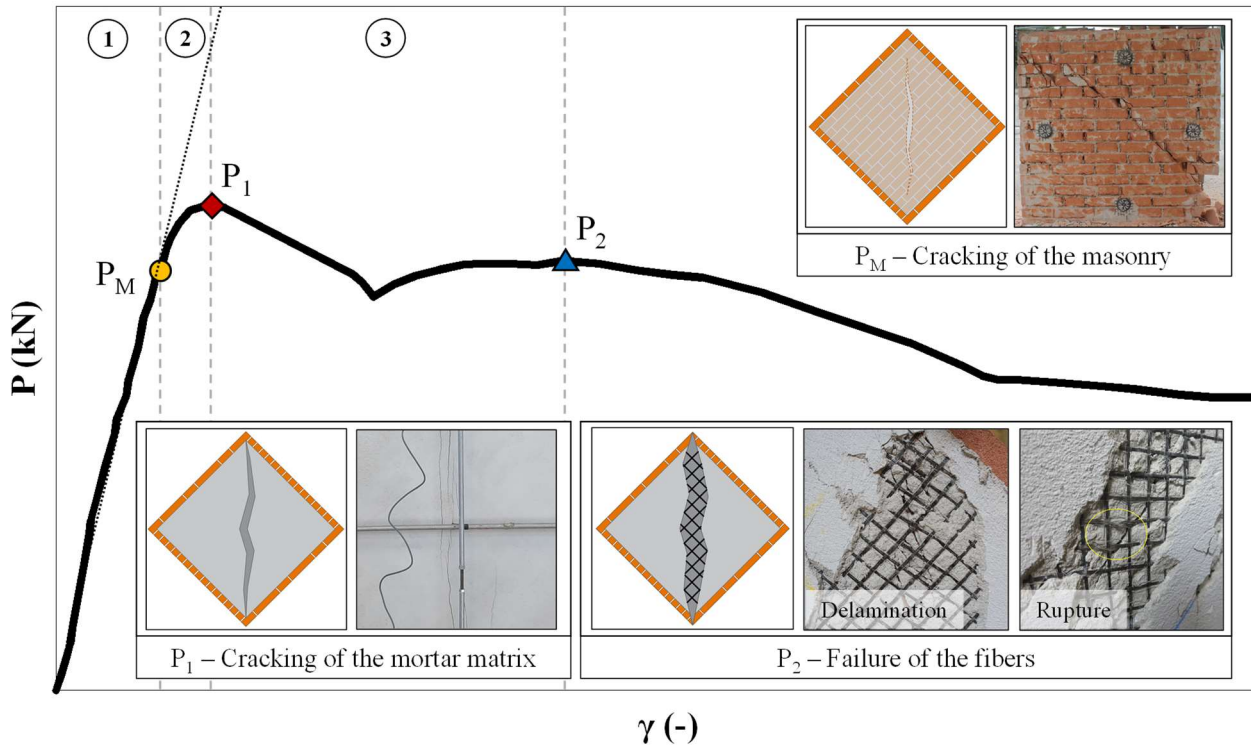 1
2
3
P1
PM
P2
PM – Cracking of the masonry
P (kN)
Delamination
Rupture
P1 – Cracking of the mortar matrix
P2 – Failure of the fibers
γ (-)